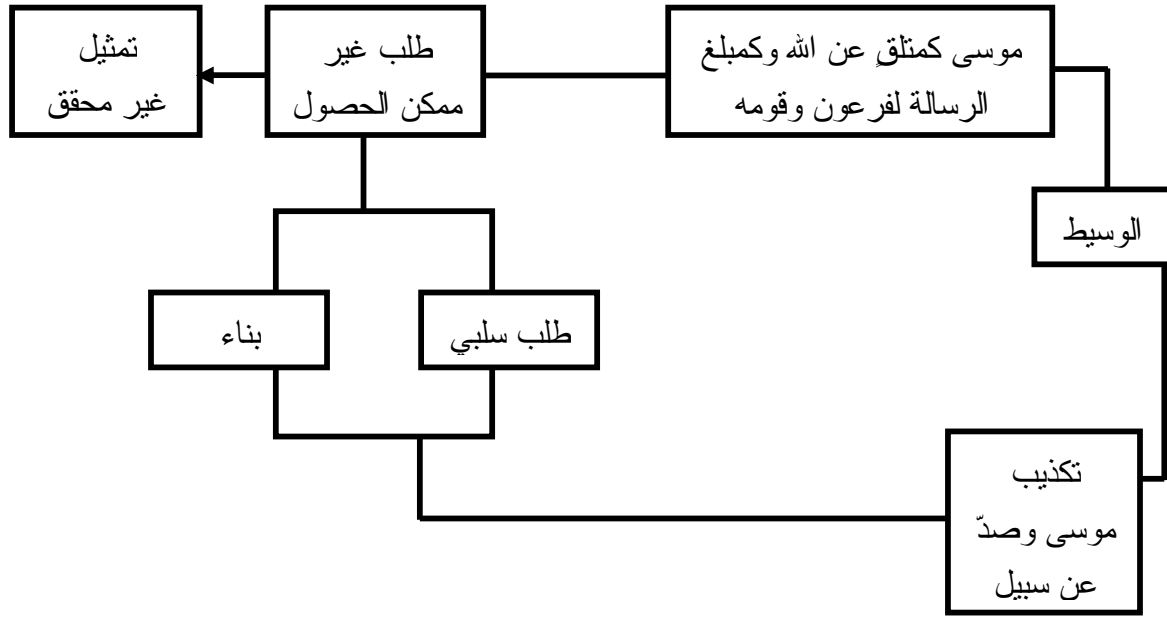 موسى كمتلقٍ عن الله وكمبلغ
الرسالة لفرعون وقومه
طلب غير
ممكن الحصول
تمثيل
غير محقق
الوسيط
طلب سلبي
بناء
تكذيب
موسى وصدّ
عن سبيل